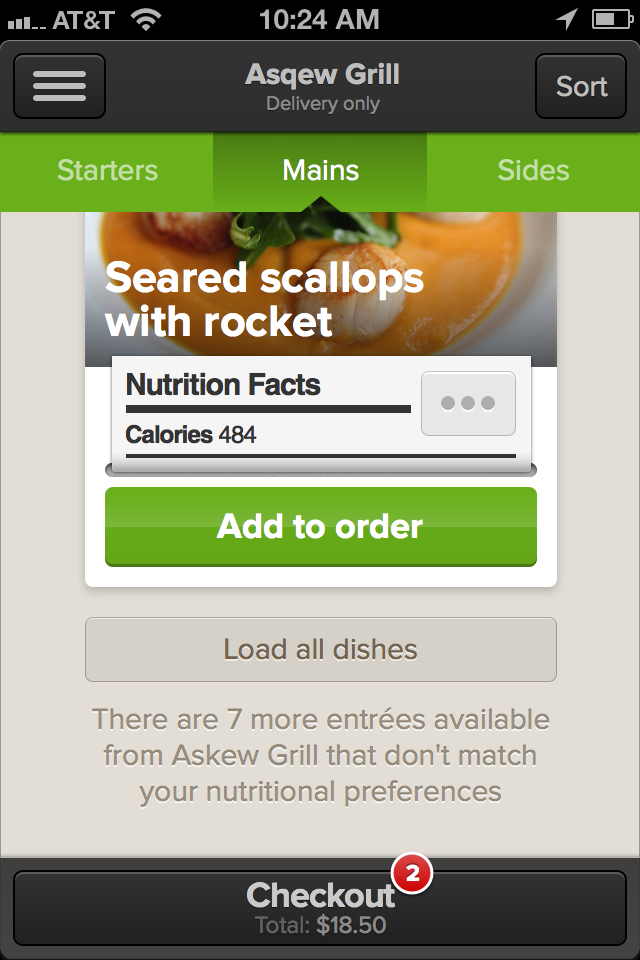 AT&T 10:24 AM
Asqew Grill
Delivery only
Sort
Starters Mains Sides
Seared scallops
with rocket
Nutrition Facts
Calories 484
Add to order
Load all dishes
There are 7 more entrées available
from Askew Grill that don't match
your nutritional preferences
Checkout 2
Total: $18.50